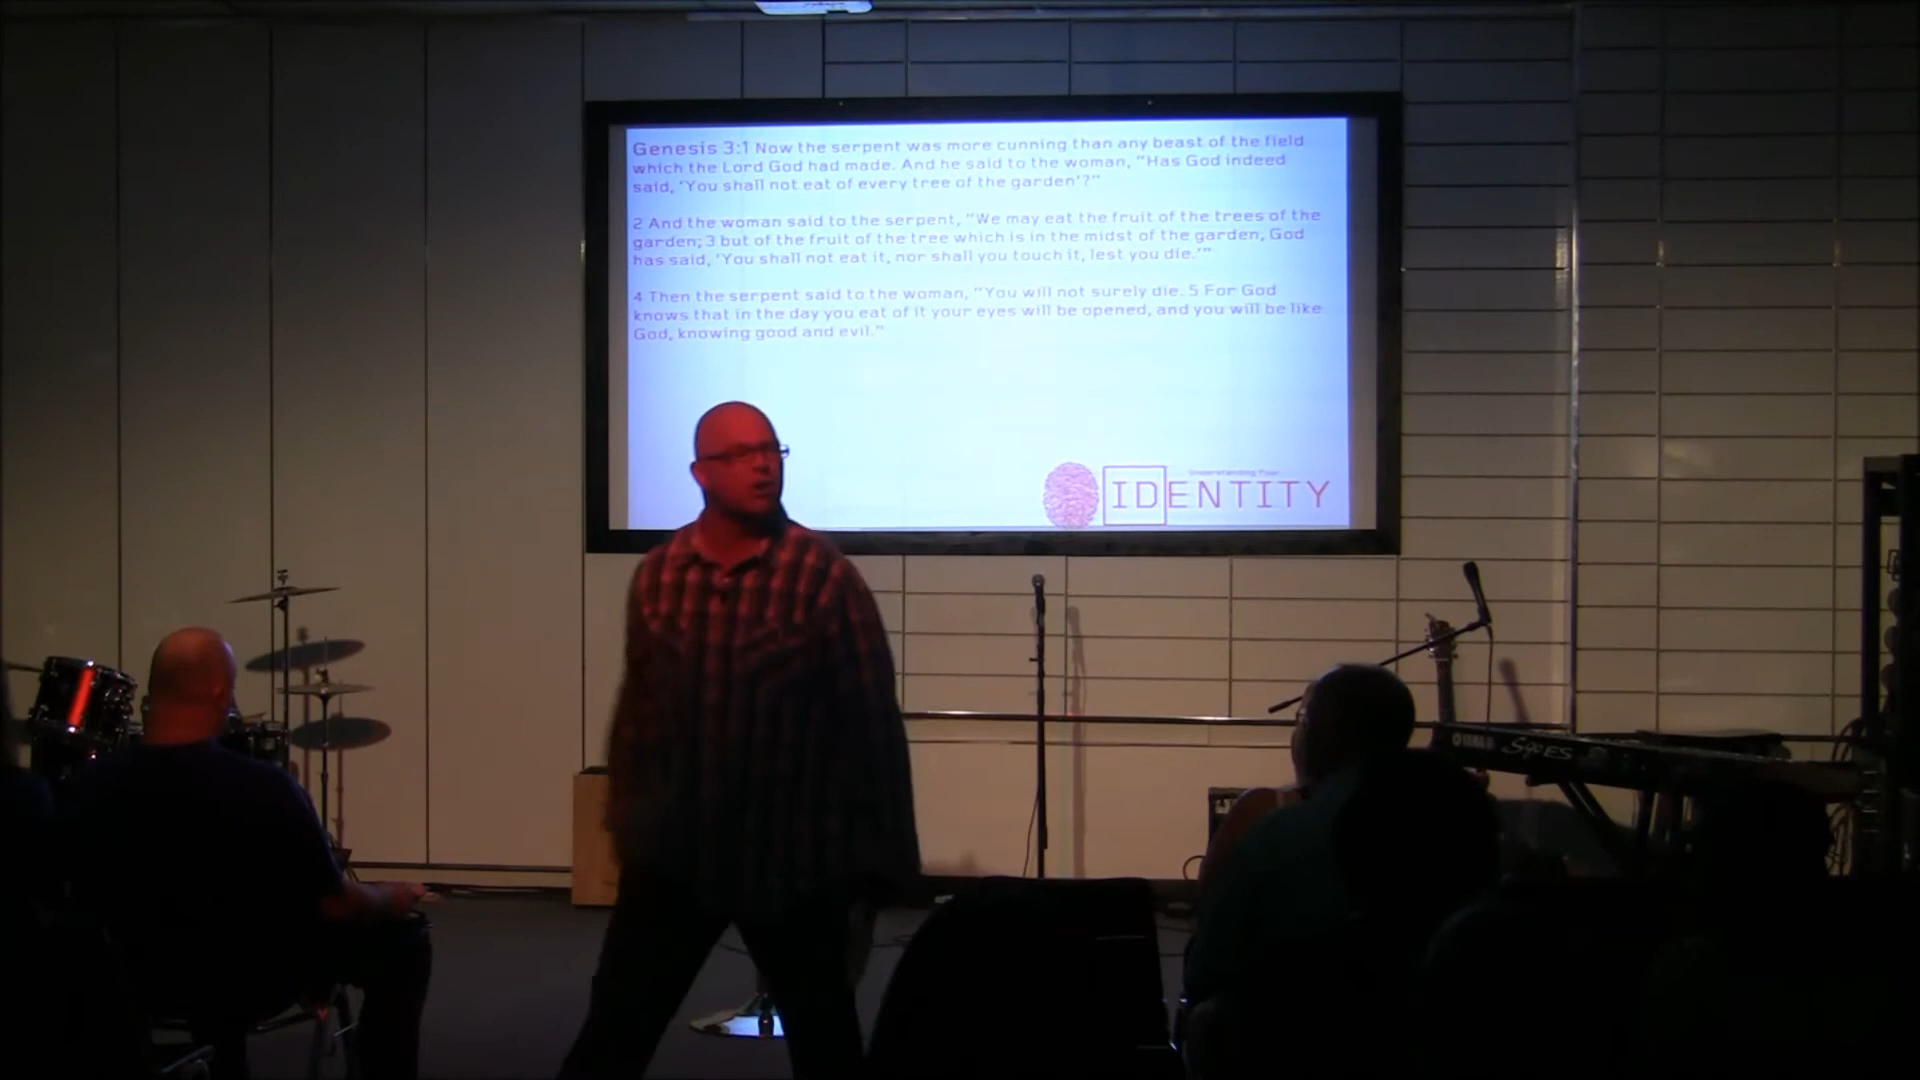 Genesis 3:1 Now the serpent was more cunning than any beast of the field
which the Lord God had made. And he said to the woman, “Has God indeed
said, ‘You shall not eat of every tree of the garden’?”
2 And the woman said to the serpent, “We may eat the fruit of the trees of the
garden; 3 but of the fruit of the tree which is in the midst of the garden, God
has said, ‘You shall not eat it, nor shall you touch it, lest you die.’”
4 Then the serpent said to the woman, “You will not surely die. 5 For God
knows that in the day you eat of it your eyes will be opened, and you will be like
God, knowing good and evil.”
Understanding Your
IDENTITY
YAMAHA S90ES